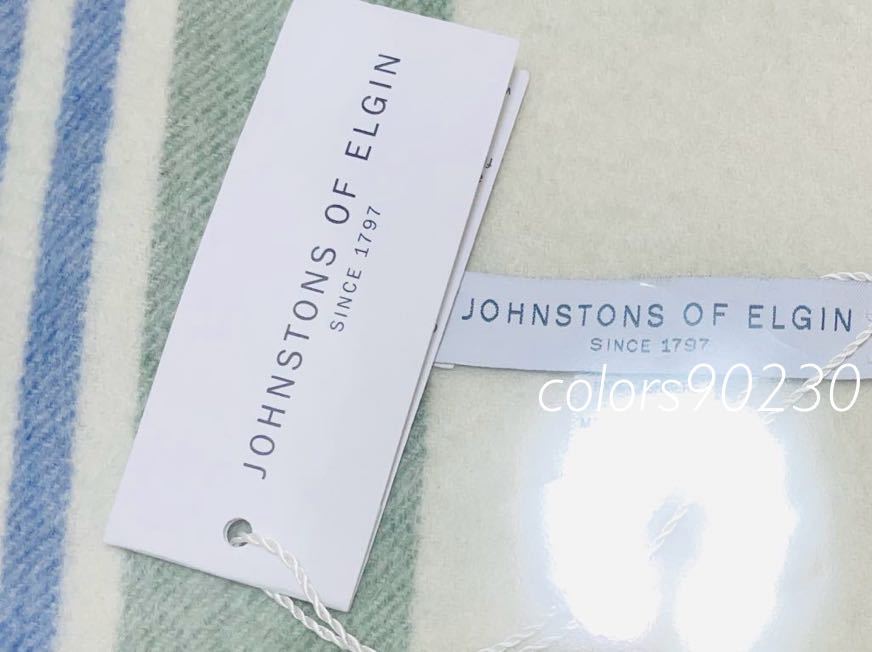 JOHNSTONS OF ELGIN
SINCE 1797
JOHNSTONS OF ELGIN
SINCE 1797
colors90230